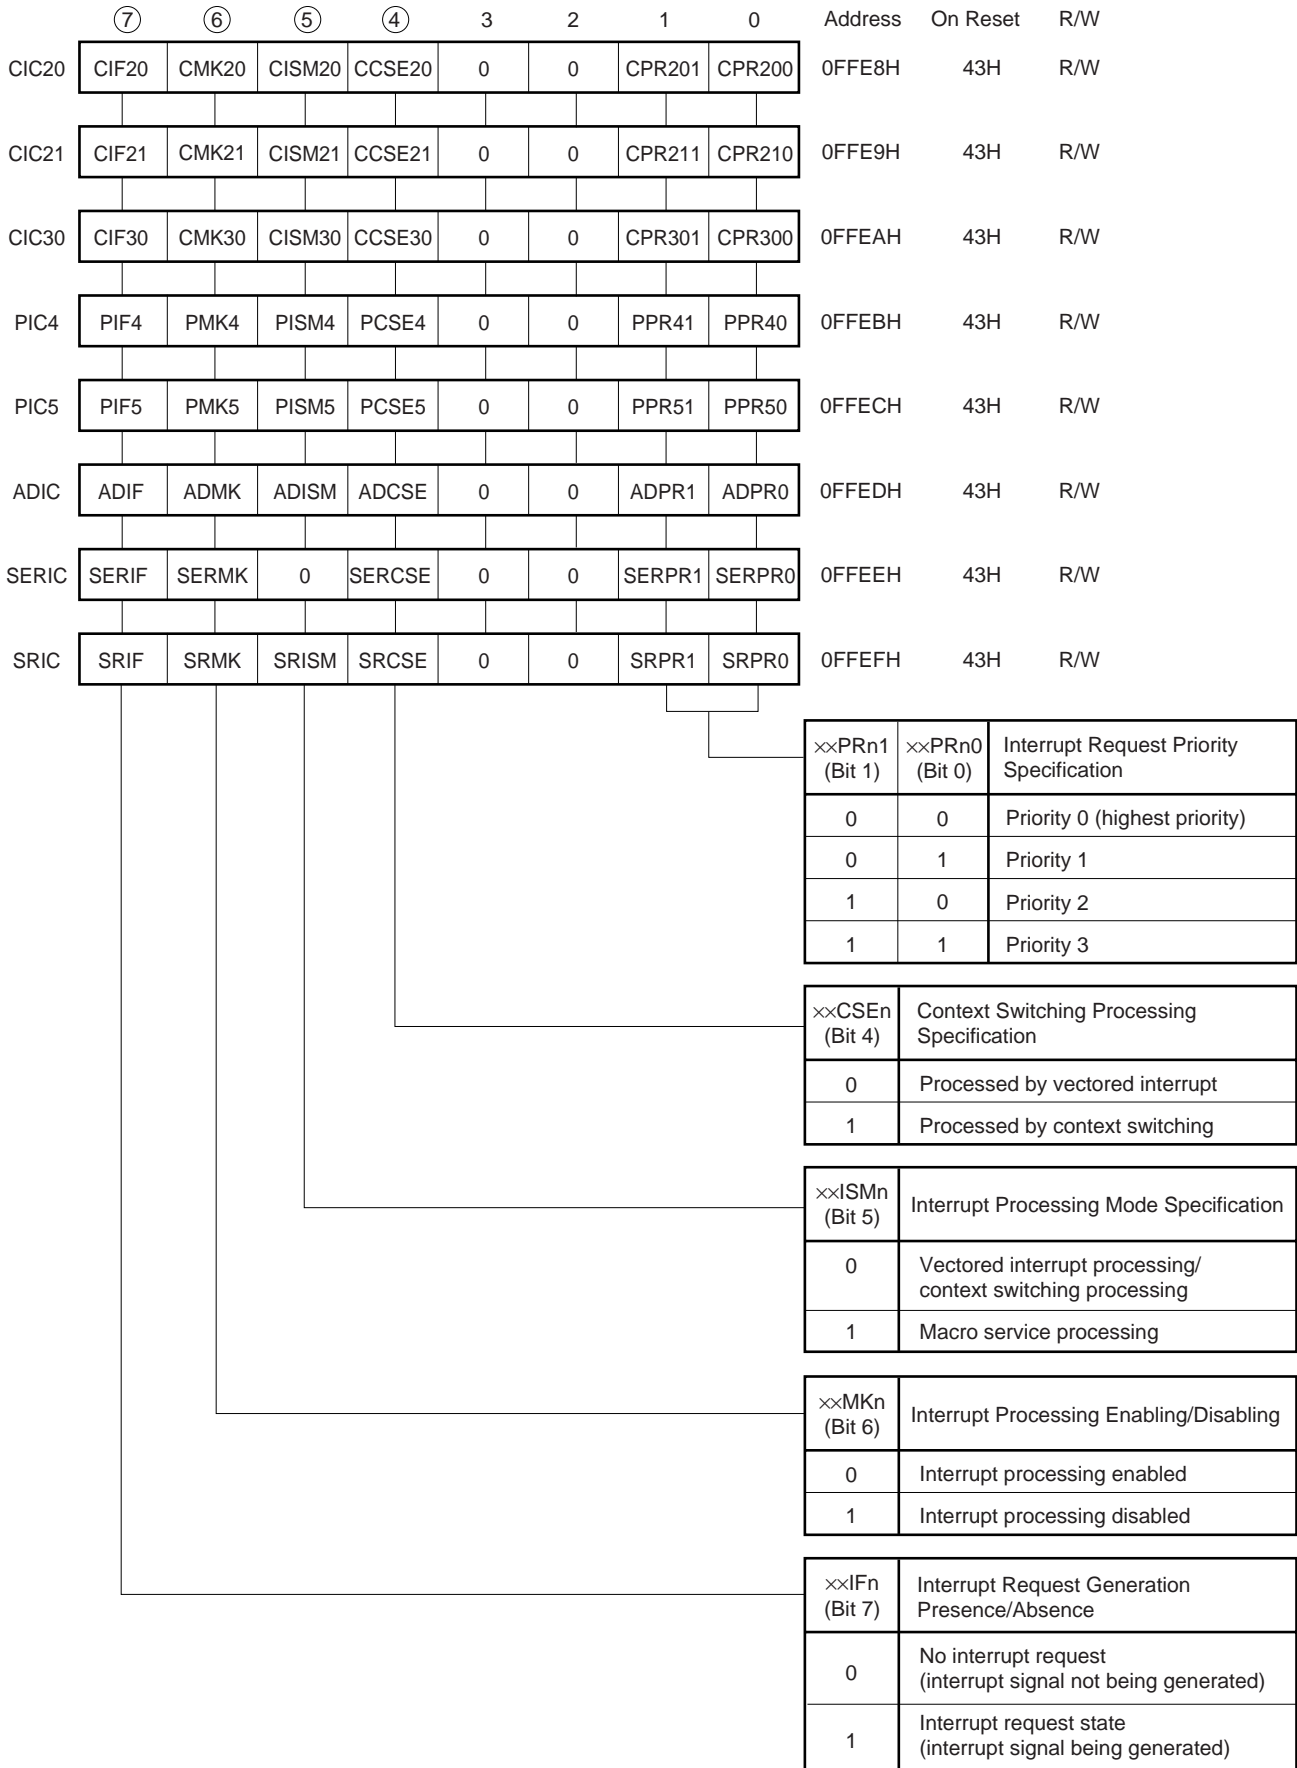 ⑦ ⑥ ⑤ ④ 3 2 1 0 Address On Reset R/W
CIC20 CIF20 CMK20 CISM20 CCSE20 0 0 CPR201 CPR200 0FFE8H 43H R/W
CIC21 CIF21 CMK21 CISM21 CCSE21 0 0 CPR211 CPR210 0FFE9H 43H R/W
CIC30 CIF30 CMK30 CISM30 CCSE30 0 0 CPR301 CPR300 0FFEAH 43H R/W
PIC4 PIF4 PMK4 PISM4 PCSE4 0 0 PPR41 PPR40 0FFEBH 43H R/W
PIC5 PIF5 PMK5 PISM5 PCSE5 0 0 PPR51 PPR50 0FFECH 43H R/W
ADIC ADIF ADMK ADISM ADCSE 0 0 ADPR1 ADPR0 0FFEDH 43H R/W
SERIC SERIF SERMK 0 SERCSE 0 0 SERPR1 SERPR0 0FFEEH 43H R/W
SRIC SRIF SRMK SRISM SRCSE 0 0 SRPR1 SRPR0 0FFEFH 43H R/W
××PRn1 ××PRn0 Interrupt Request Priority
(Bit 1) (Bit 0) Specification
0 0 Priority 0 (highest priority)
0 1 Priority 1
1 0 Priority 2
1 1 Priority 3
××CSEn Context Switching Processing
(Bit 4) Specification
0 Processed by vectored interrupt
1 Processed by context switching
××ISMn
(Bit 5) Interrupt Processing Mode Specification
0 Vectored interrupt processing/
context switching processing
1 Macro service processing
××MKn
(Bit 6) Interrupt Processing Enabling/Disabling
0 Interrupt processing enabled
1 Interrupt processing disabled
××IFn Interrupt Request Generation
(Bit 7) Presence/Absence
0 No interrupt request
(interrupt signal not being generated)
1 Interrupt request state
(interrupt signal being generated)